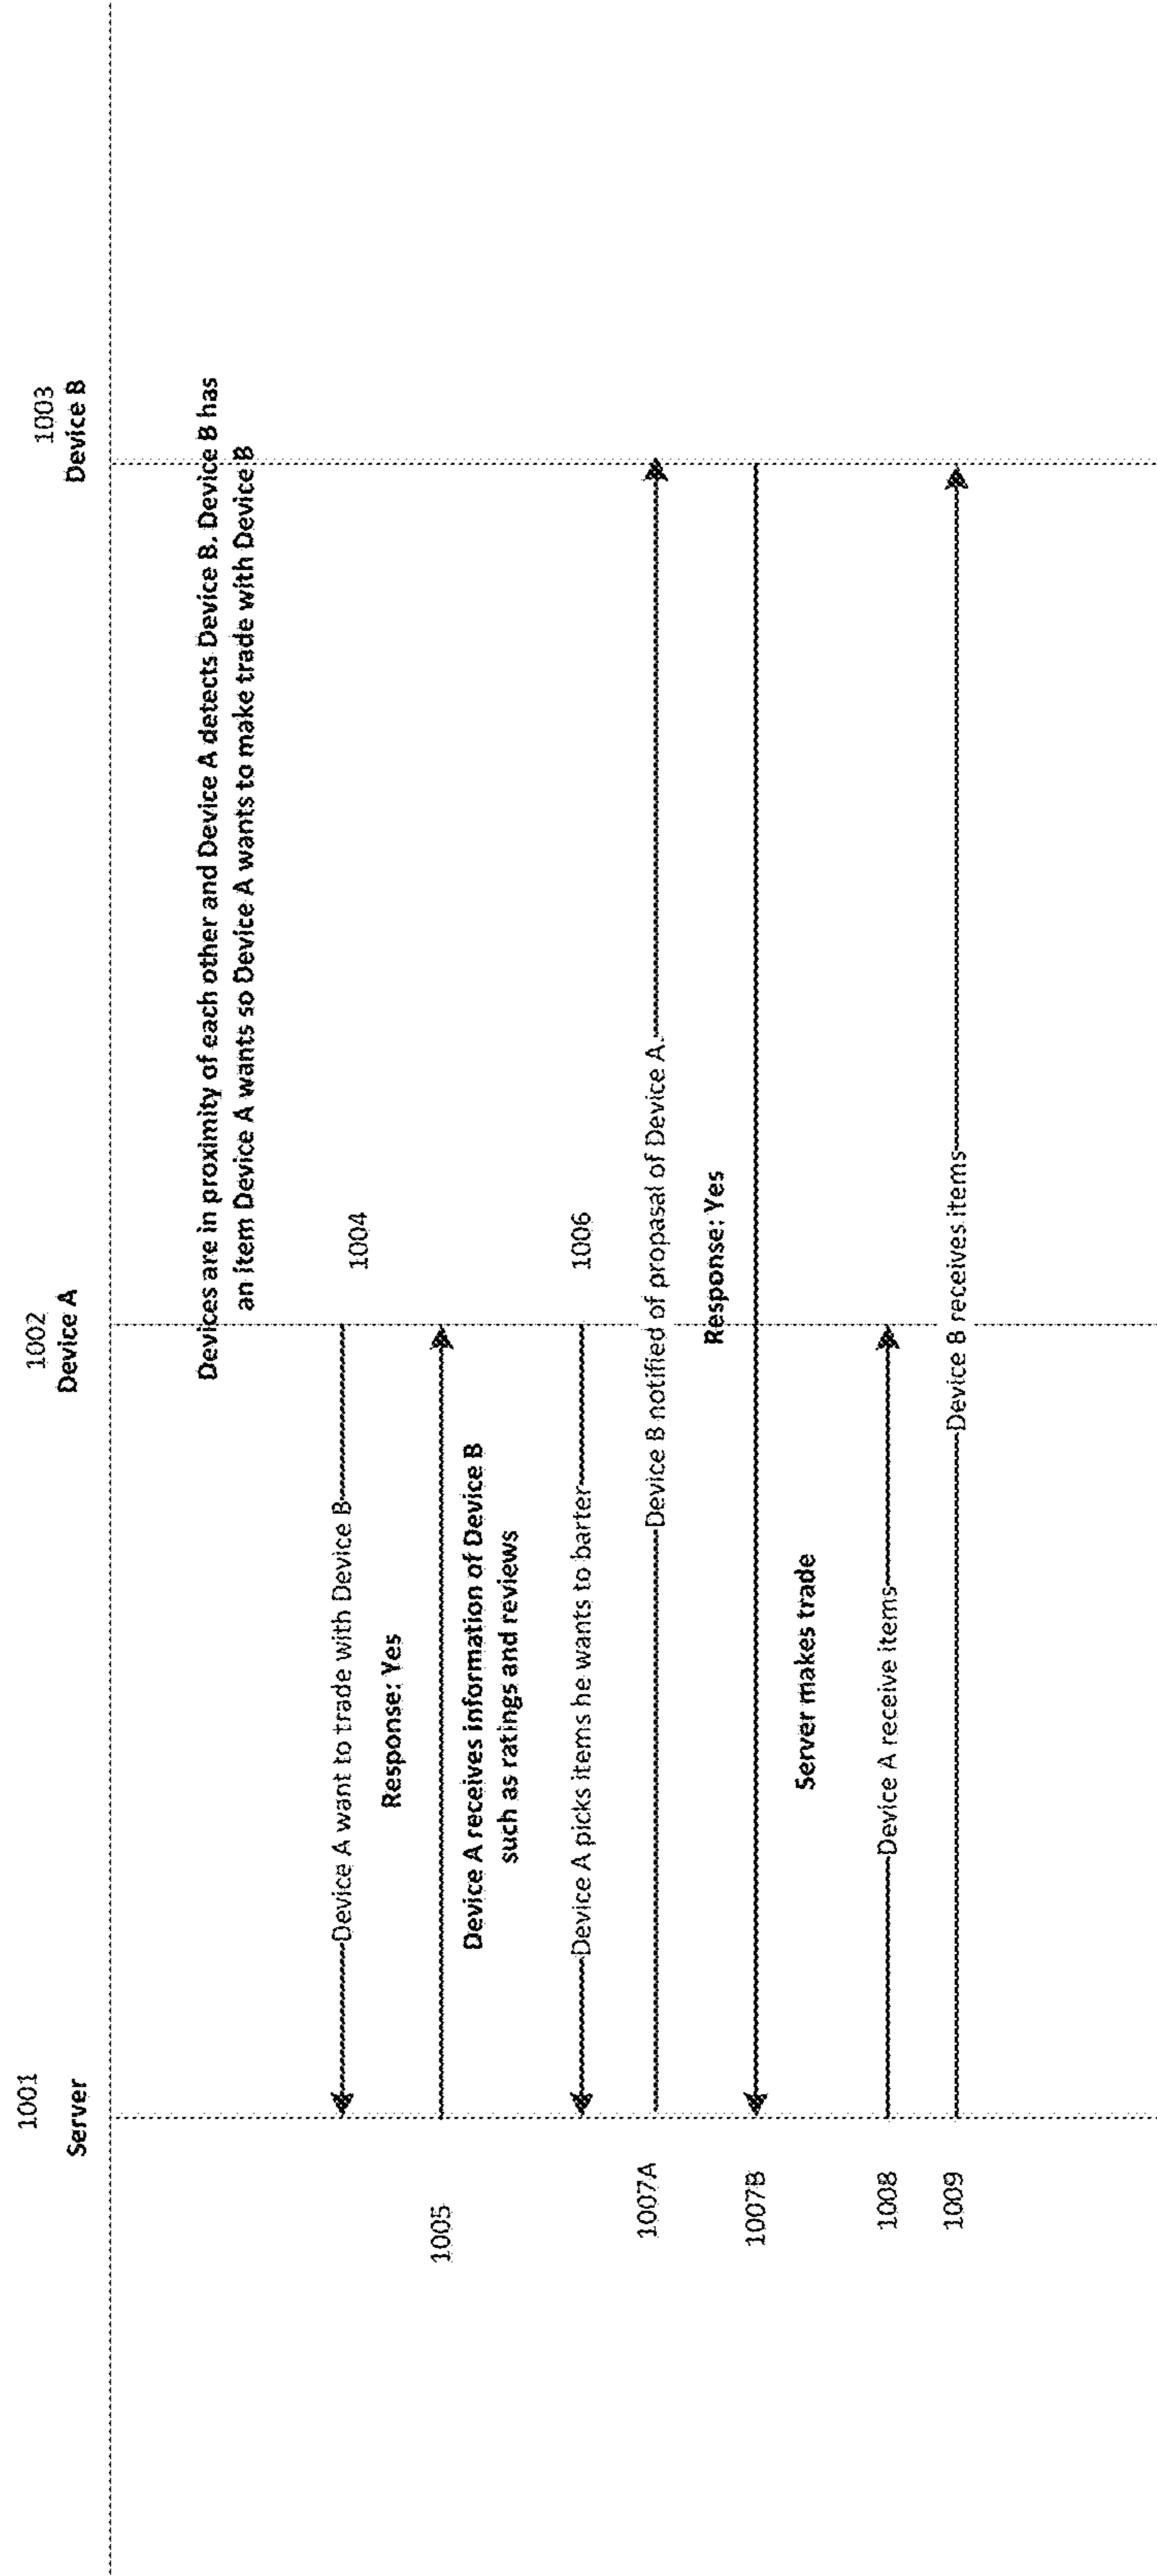 1001
Server
1002
Device A
1003
Device B
Devices are in proximity of each other and Device A detects Device B. Device B has
an item Device A wants so Device A wants to make trade with Device B
Device A want to trade with Device B
1004
Response: Yes
1005
Device A receives information of Device B
such as ratings and reviews
Device A picks items he wants to barter
1006
1007A
Device B notified of propasal of Device A.
Response: Yes
1007B
Server makes trade
1008
Device A receive items
1009
Device B receives items